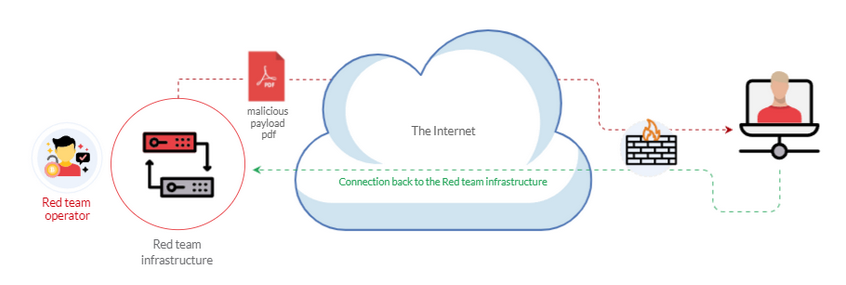 PDF
malicious
payload
pdf
The Internet
Connection back to the Red team infrastructure
Red team
operator
Red team
infrastructure